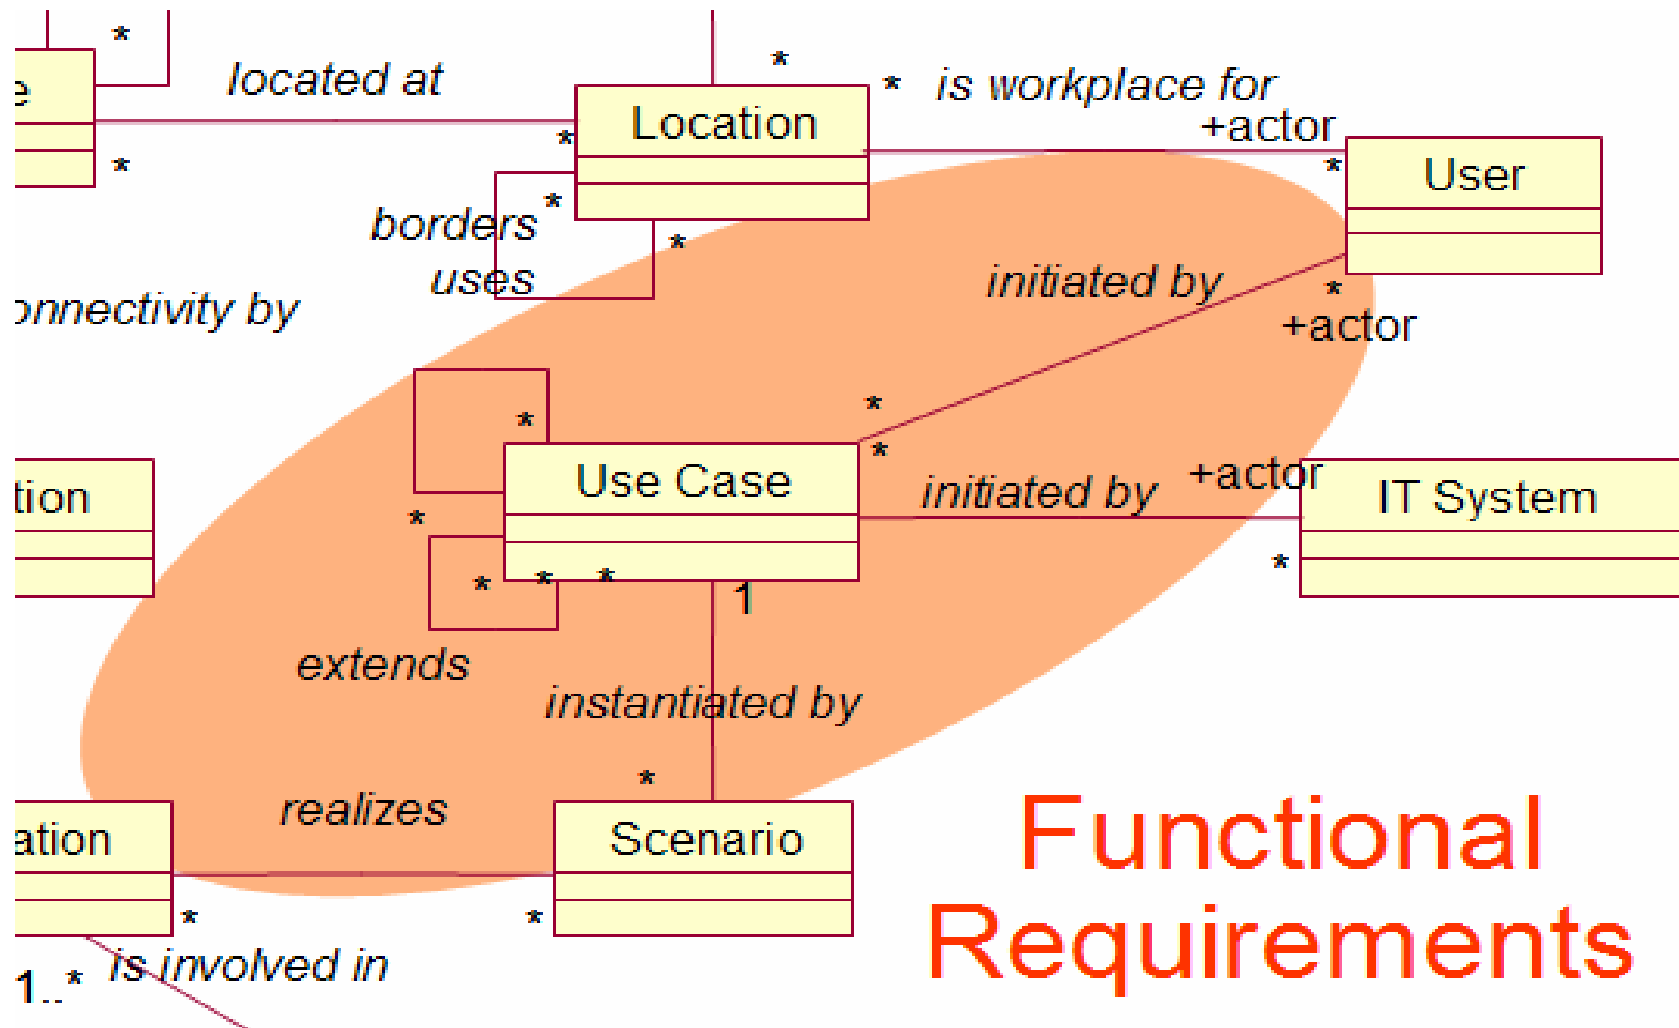 *
*
located at
*
is workplace for
+actor
e
Location
*
*
*
User
*
borders
*
uses
initiated by
*
+actor
onnectivity by
*
*
*
Use Case
+actor
initiated by
IT System
tion
*
*
*
*
*
1
extends
instantiated by
*
realizes
ation
Scenario
*
*
1..*
is involved in
Functional
Requirements